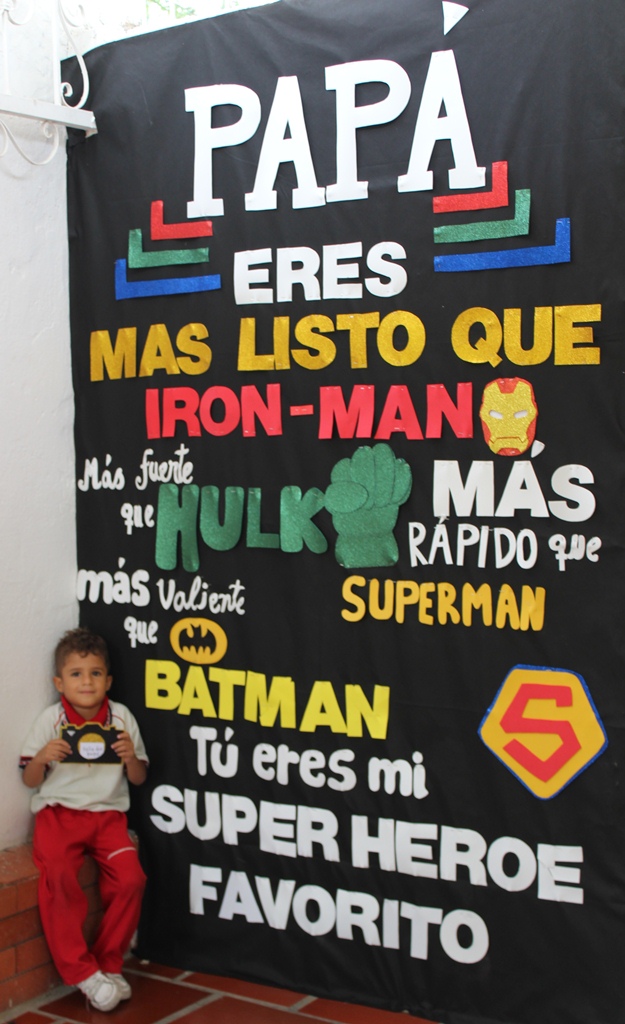 PAPÁ
ERES
MAS LISTO QUE
IRON-MAN
Más fuerte
que
HULK
MÁS
RÁPIDO que
SUPERMAN
más valiente
que
BATMAN
S
Tú eres mi
SUPER HEROE
FAVORITO